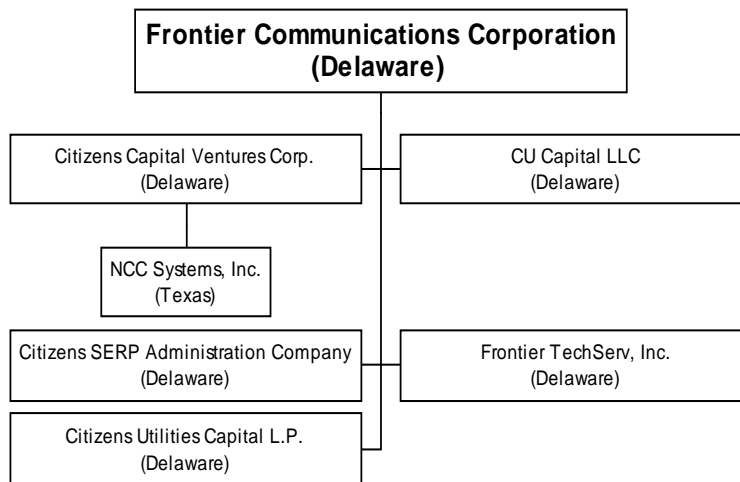 Frontier Communications Corporation
(Delaware)
Citizens Capital Ventures Corp.
(Delaware)
CU Capital LLC
(Delaware)
NCC Systems, Inc.
(Texas)
Citizens SERP Administration Company
(Delaware)
Frontier TechServ, Inc.
(Delaware)
Citizens Utilities Capital L.P.
(Delaware)